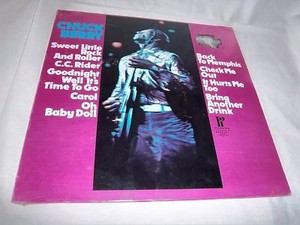 CHUCK
BERRY
Sweet Little
Rock
And Roller
C.C. Rider
Goodnight
Well It's
Time To Go
Carol
Oh
Baby Doll
Back
To Memphis
Check Me
Out
It Hurts Me
Too
Bring
Another
Drink